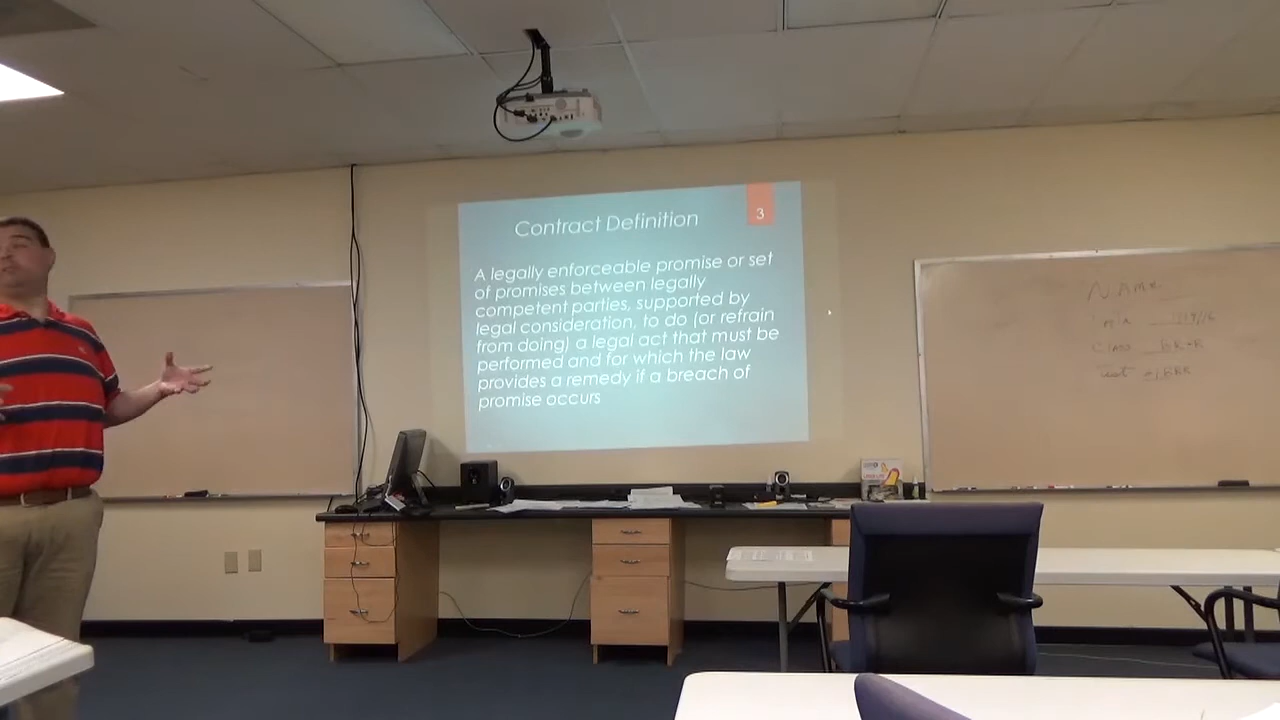 3
Contract Definition
A legally enforceable promise or set
of promises between legally
competent parties, supported by
legal consideration, to do (or refrain
from doing) a legal act that must be
performed and for which the law
provides a remedy if a breach of
promise occurs
NAME
CLASS BK-R